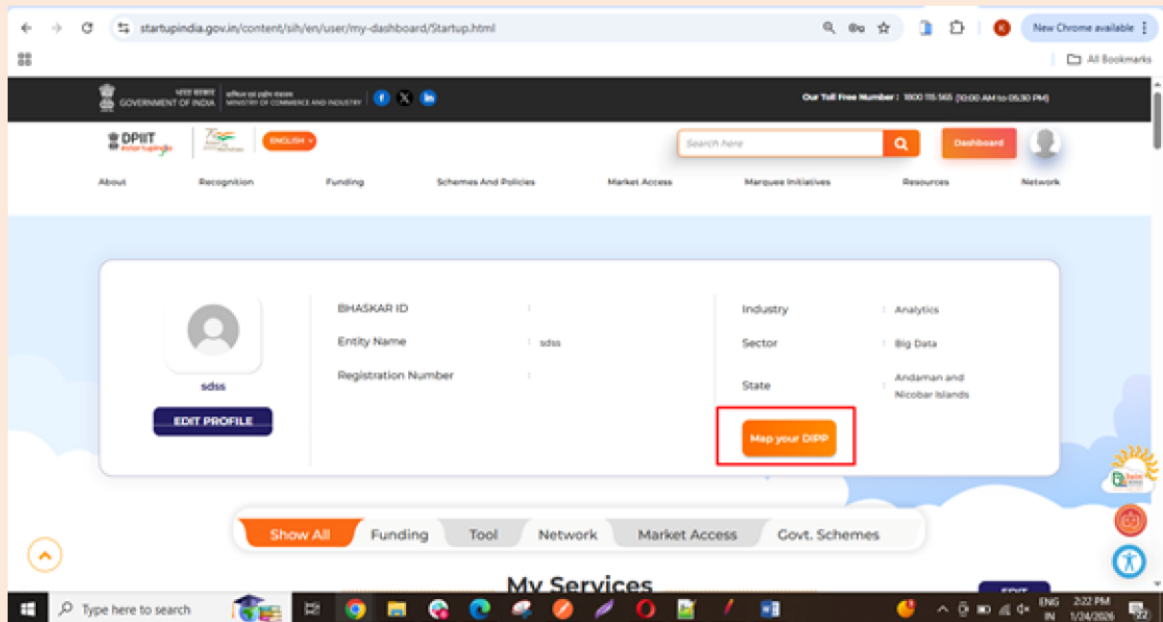 startupindia.gov.in/content/sih/en/user/my-dashboard/Startup.html
K
New Chrome available
All Bookmarks
भारत सरकार
GOVERNMENT OF INDIA
MINISTRY OF COMMERCE AND INDUSTRY
Our Toll Free Number : 1800 115 565 (10:00 AM to 05:30 PM)
DPIIT
#startupindia
ENGLISH
Search here
Dashboard
About
Recognition
Funding
Schemes And Policies
Market Access
Marquee Initiatives
Resources
Network
BHASKAR ID :
Entity Name : sdss
Registration Number :
Industry : Analytics
Sector : Big Data
State : Andaman and
Nicobar Islands
sdss
EDIT PROFILE
Map your DIPP
Show All
Funding
Tool
Network
Market Access
Govt. Schemes
My Services
EDIT
Type here to search
ENG
IN
2:22 PM
1/24/2026
22